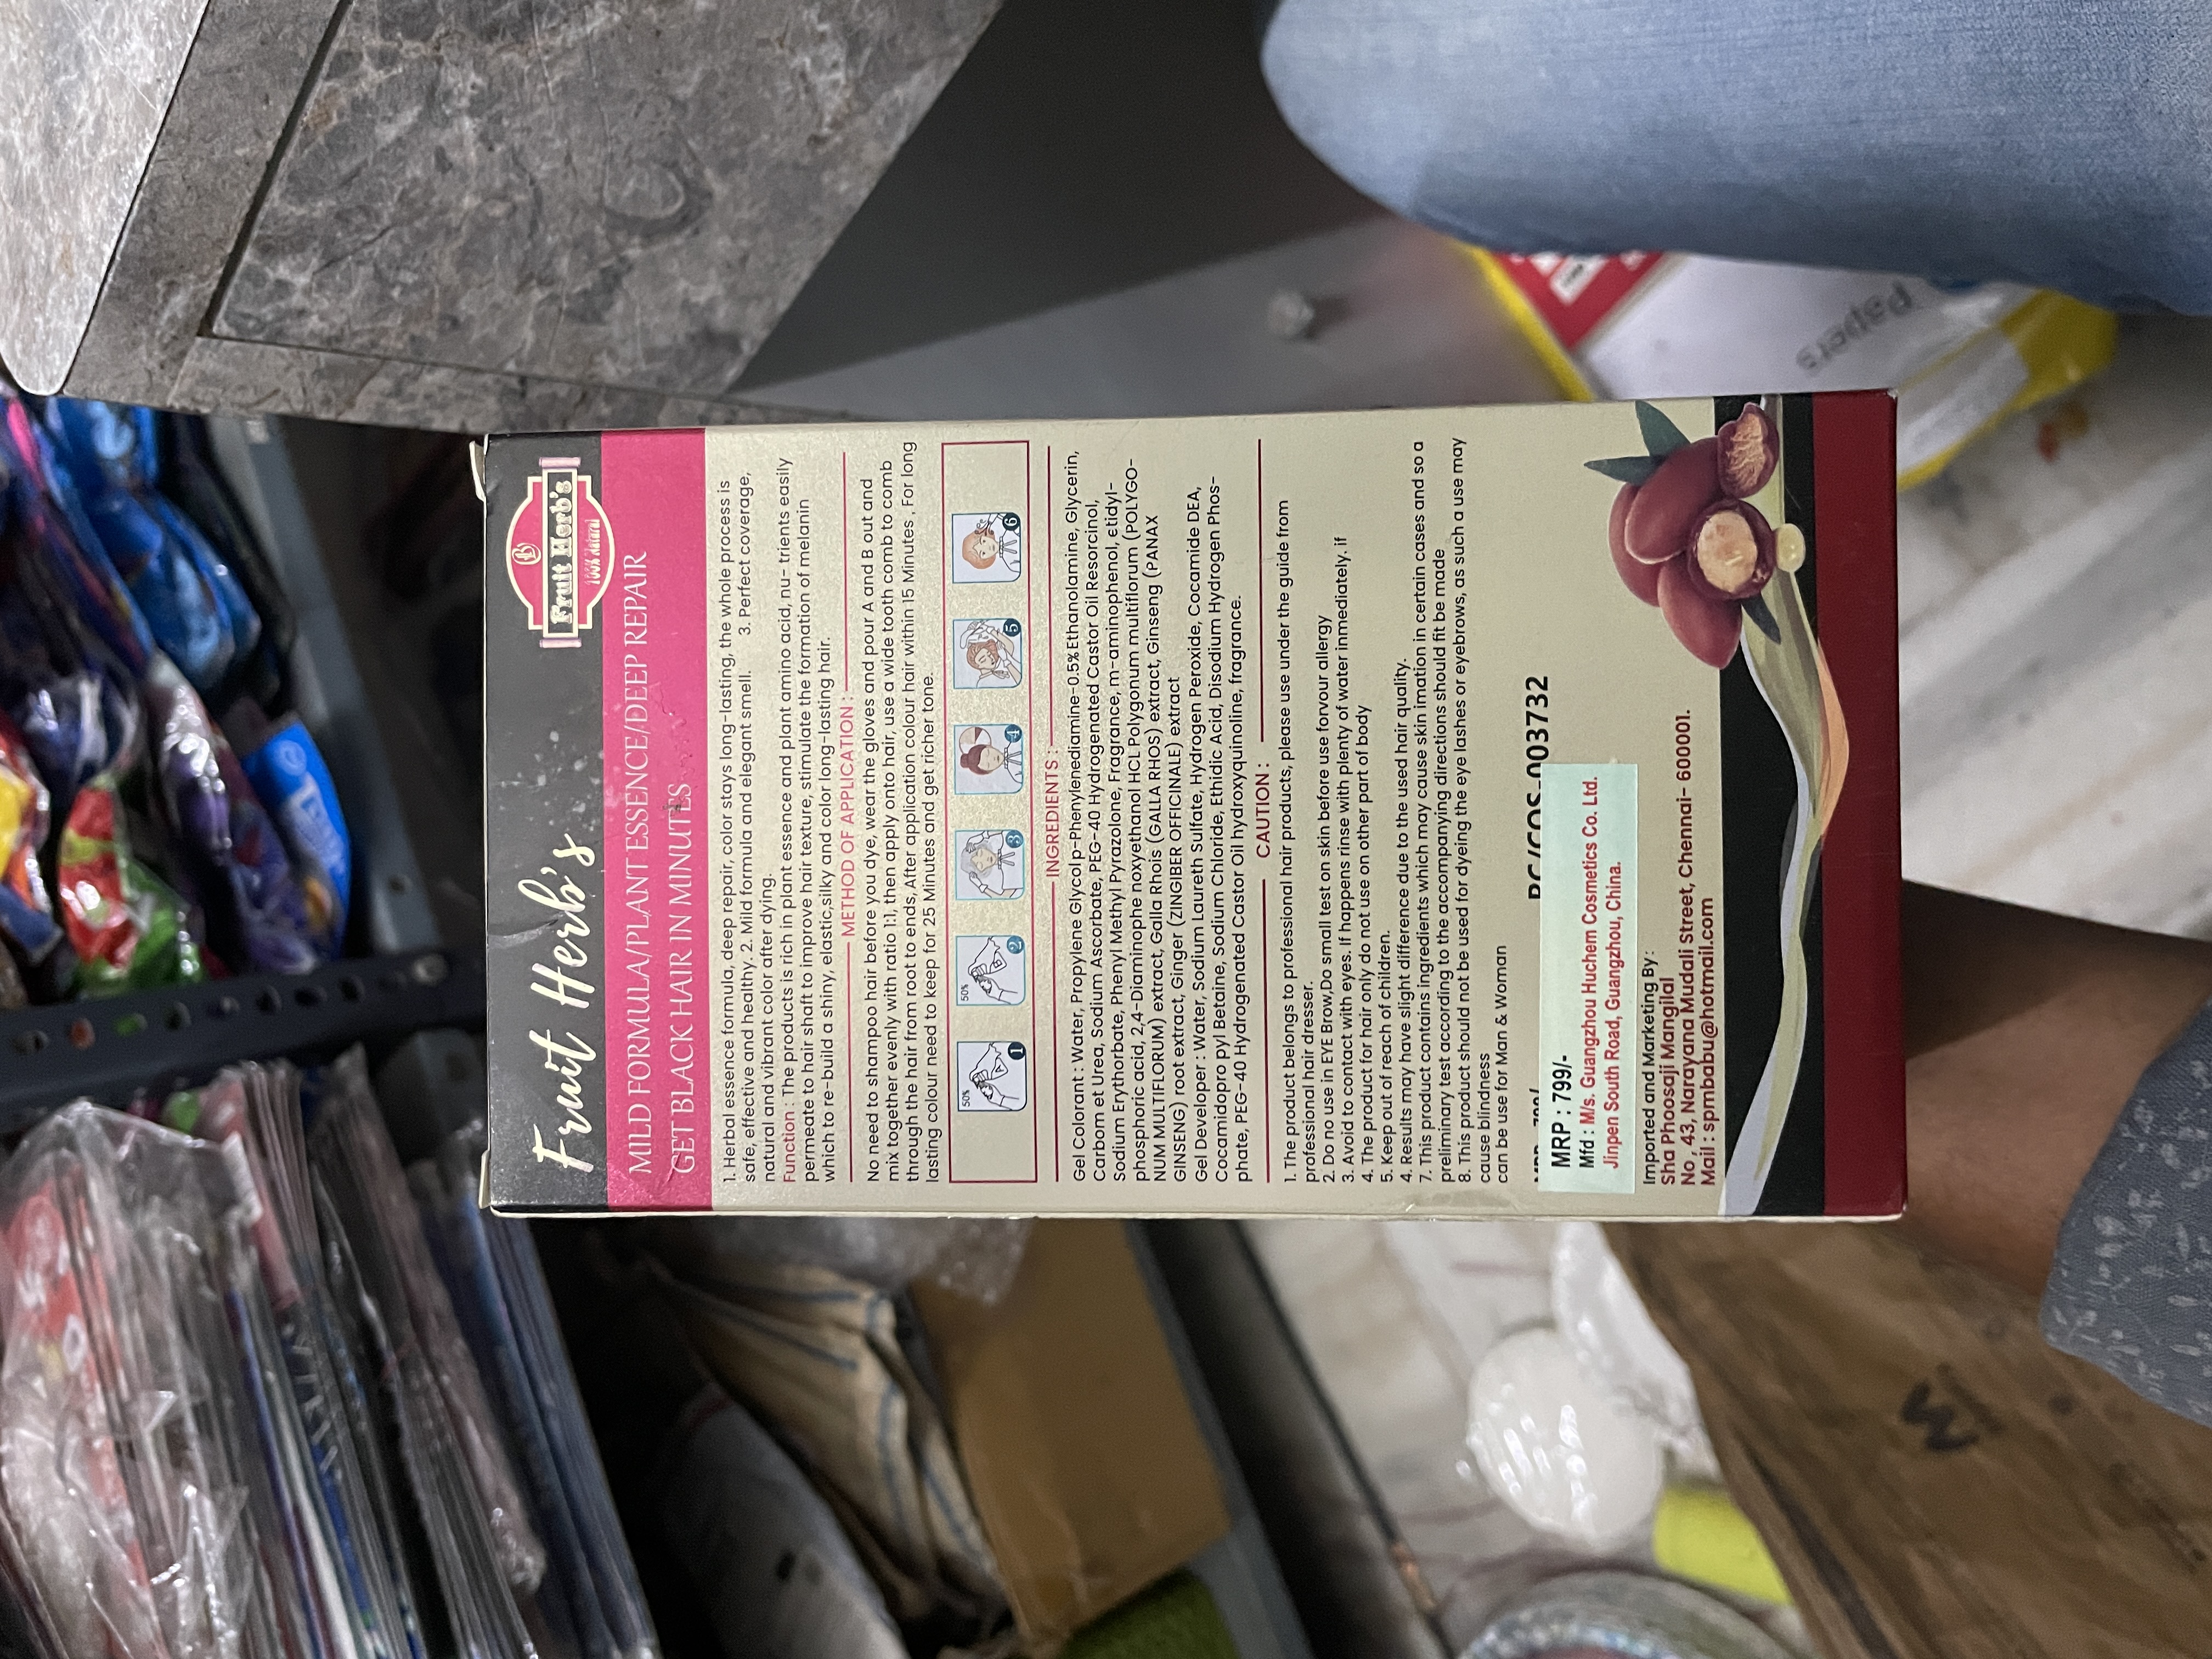 Fruit Herb's
B
Fruit Herb's
100% Natural
MILD FORMULA/PLANT ESSENCE/DEEP REPAIR
GET BLACK HAIR IN MINUTES
1. Herbal essence formula, deep repair, color stays long-lasting, the whole process is
safe, effective and healthy. 2. Mild formula and elegant smell. 3. Perfect coverage,
natural and vibrant color after dying.
Function : The products is rich in plant essence and plant amino acid, nu- trients easily
permeate to hair shaft to improve hair texture, stimulate the formation of melanin
which to re-build a shiny, elastic,silky and color long-lasting hair.
METHOD OF APPLICATION :
No need to shampoo hair before you dye, wear the gloves and pour A and B out and
mix together evenly with ratio 1:1, then apply onto hair, use a wide tooth comb to comb
through the hair from root to ends, After application colour hair within 15 Minutes , For long
lasting colour need to keep for 25 Minutes and get richer tone.
50% A 1 50% B 2 3 4 5 6
INGREDIENTS :
Gel Colorant : Water, Propylene Glycol p-Phenylenediamine-0.5% Ethanolamine, Glycerin,
Carbom et Urea, Sodium Ascorbate, PEG-40 Hydrogenated Castor Oil Resorcinol,
Sodium Erythorbate, Phenyl Methyl Pyrazolone, Fragrance, m-aminophenol, etidyl-
phosphoric acid, 2,4-Diaminophe noxyethanol HCL Polygonum multiflorum (POLYGO-
NUM MULTIFLORUM) extract, Galla Rhois (GALLA RHOS) extract, Ginseng (PANAX
GINSENG) root extract, Ginger (ZINGIBER OFFICINALE) extract
Gel Developer : Water, Sodium Laureth Sulfate, Hydrogen Peroxide, Cocamide DEA,
Cocamidopro pyl Betaine, Sodium Chloride, Ethidic Acid, Disodium Hydrogen Phos-
phate, PEG-40 Hydrogenated Castor Oil hydroxyquinoline, fragrance.
CAUTION :
1. The product belongs to professional hair products, please use under the guide from
professional hair dresser.
2. Do no use in EYE Brow,Do small test on skin before use forvour allergy
3. Avoid to contact with eyes. If happens rinse with plenty of water inmediately. if
4. The product for hair only do not use on other part of body
5. Keep out of reach of children.
4. Results may have slight difference due to the used hair quality.
7. This product contains ingredients which may cause skin imation in certain cases and so a
preliminary test according to the accompanying directions should fit be made
8. This product should not be used for dyeing the eye lashes or eyebrows, as such a use may
cause blindness
can be use for Man & Woman
MRP : 799/-
RC/COS-003732
MRP : 799/-
Mfd : M/s. Guangzhou Huchem Cosmetics Co. Ltd.
Jinpen South Road, Guangzhou, China.
Imported and Marketing By :
Sha Phoosaji Mangilal
No , 43, Narayana Mudali Street, Chennai- 600001.
Mail : spmbabu@hotmail.com